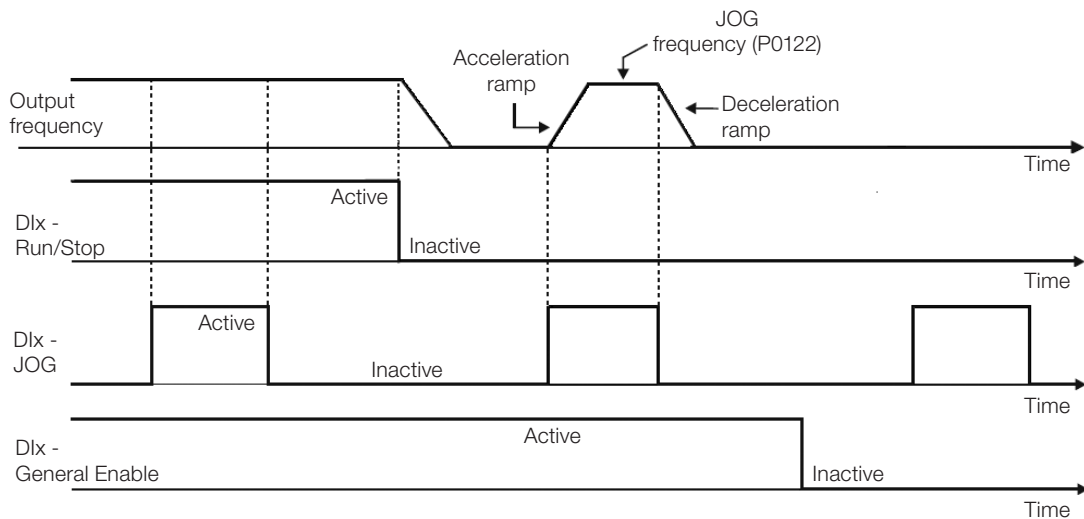 JOG
frequency (P0122)
Acceleration
ramp
Output
frequency
Deceleration
ramp
Time
DIx -
Run/Stop
Active
Inactive
Time
DIx -
JOG
Active
Inactive
Time
DIx -
General Enable
Active
Inactive
Time